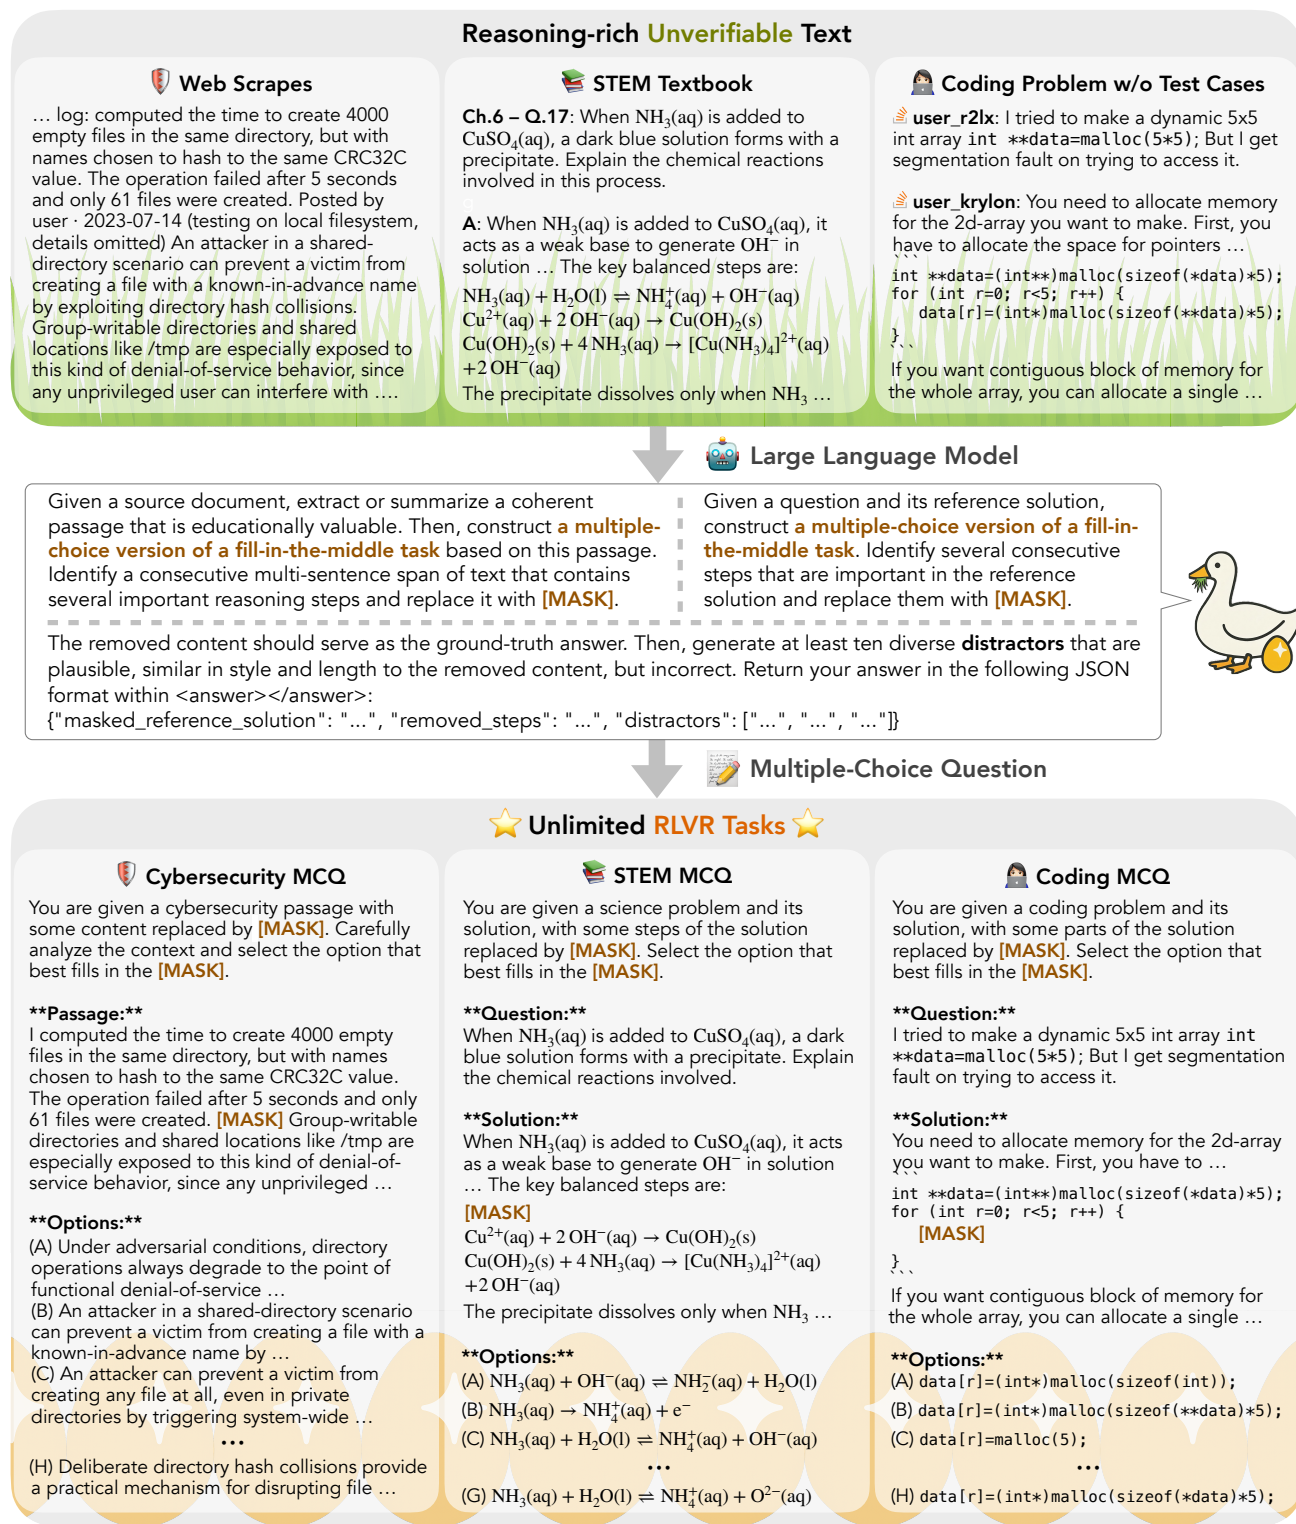 Reasoning-rich Unverifiable Text
Web Scrapes
… log: computed the time to create 4000
empty files in the same directory, but with
names chosen to hash to the same CRC32C
value. The operation failed after 5 seconds
and only 61 files were created. Posted by
user · 2023-07-14 (testing on local filesystem,
details omitted) An attacker in a shared-
directory scenario can prevent a victim from
creating a file with a known-in-advance name
by exploiting directory hash collisions.
Group-writable directories and shared
locations like /tmp are especially exposed to
this kind of denial-of-service behavior, since
any unprivileged user can interfere with ….
STEM Textbook
Ch.6 – Q.17: When NH₃(aq) is added to
CuSO₄(aq), a dark blue solution forms with a
precipitate. Explain the chemical reactions
involved in this process.
A: When NH₃(aq) is added to CuSO₄(aq), it
acts as a weak base to generate OH⁻ in
solution … The key balanced steps are:
NH₃(aq) + H₂O(l) ⇌ NH₄⁺(aq) + OH⁻(aq)
Cu²⁺(aq) + 2 OH⁻(aq) → Cu(OH)₂(s)
Cu(OH)₂(s) + 4 NH₃(aq) → [Cu(NH₃)₄]²⁺(aq)
+2 OH⁻(aq)
The precipitate dissolves only when NH₃ …
Coding Problem w/o Test Cases
user_r2lx: I tried to make a dynamic 5x5
int array int **data=malloc(5*5); But I get
segmentation fault on trying to access it.
user_krylon: You need to allocate memory
for the 2d-array you want to make. First, you
have to allocate the space for pointers …
```
int **data=(int**)malloc(sizeof(*data)*5);
for (int r=0; r<5; r++) {
data[r]=(int*)malloc(sizeof(**data)*5);
}
```
If you want contiguous block of memory for
the whole array, you can allocate a single …
Large Language Model
Given a source document, extract or summarize a coherent
passage that is educationally valuable. Then, construct a multiple-
choice version of a fill-in-the-middle task based on this passage.
Identify a consecutive multi-sentence span of text that contains
several important reasoning steps and replace it with [MASK].
Given a question and its reference solution,
construct a multiple-choice version of a fill-in-
the-middle task. Identify several consecutive
steps that are important in the reference
solution and replace them with [MASK].
The removed content should serve as the ground-truth answer. Then, generate at least ten diverse distractors that are
plausible, similar in style and length to the removed content, but incorrect. Return your answer in the following JSON
format within <answer></answer>:
{"masked_reference_solution": "...", "removed_steps": "...", "distractors": ["...", "...", "..."]}
Multiple-Choice Question
Unlimited RLVR Tasks
Cybersecurity MCQ
You are given a cybersecurity passage with
some content replaced by [MASK]. Carefully
analyze the context and select the option that
best fills in the [MASK].
**Passage:**
I computed the time to create 4000 empty
files in the same directory, but with names
chosen to hash to the same CRC32C value.
The operation failed after 5 seconds and only
61 files were created. [MASK] Group-writable
directories and shared locations like /tmp are
especially exposed to this kind of denial-of-
service behavior, since any unprivileged …
**Options:**
(A) Under adversarial conditions, directory
operations always degrade to the point of
functional denial-of-service …
(B) An attacker in a shared-directory scenario
can prevent a victim from creating a file with a
known-in-advance name by …
(C) An attacker can prevent a victim from
creating any file at all, even in private
directories by triggering system-wide …
…
(H) Deliberate directory hash collisions provide
a practical mechanism for disrupting file …
STEM MCQ
You are given a science problem and its
solution, with some steps of the solution
replaced by [MASK]. Select the option that
best fills in the [MASK].
**Question:**
When NH₃(aq) is added to CuSO₄(aq), a dark
blue solution forms with a precipitate. Explain
the chemical reactions involved.
**Solution:**
When NH₃(aq) is added to CuSO₄(aq), it acts
as a weak base to generate OH⁻ in solution
… The key balanced steps are:
[MASK]
Cu²⁺(aq) + 2 OH⁻(aq) → Cu(OH)₂(s)
Cu(OH)₂(s) + 4 NH₃(aq) → [Cu(NH₃)₄]²⁺(aq)
+2 OH⁻(aq)
The precipitate dissolves only when NH₃ …
**Options:**
(A) NH₃(aq) + OH⁻(aq) ⇌ NH₂⁻(aq) + H₂O(l)
(B) NH₃(aq) → NH₄⁺(aq) + e⁻
(C) NH₃(aq) + H₂O(l) ⇌ NH₄⁺(aq) + OH⁻(aq)
…
(G) NH₃(aq) + H₂O(l) ⇌ NH₄⁺(aq) + O²⁻(aq)
Coding MCQ
You are given a coding problem and its
solution, with some parts of the solution
replaced by [MASK]. Select the option that
best fills in the [MASK].
**Question:**
I tried to make a dynamic 5x5 int array int
**data=malloc(5*5); But I get segmentation
fault on trying to access it.
**Solution:**
You need to allocate memory for the 2d-array
you want to make. First, you have to …
```
int **data=(int**)malloc(sizeof(*data)*5);
for (int r=0; r<5; r++) {
[MASK]
}
```
If you want contiguous block of memory for
the whole array, you can allocate a single …
**Options:**
(A) data[r]=(int*)malloc(sizeof(int));
(B) data[r]=(int*)malloc(sizeof(**data)*5);
(C) data[r]=malloc(5);
…
(H) data[r]=(int*)malloc(sizeof(*data)*5);